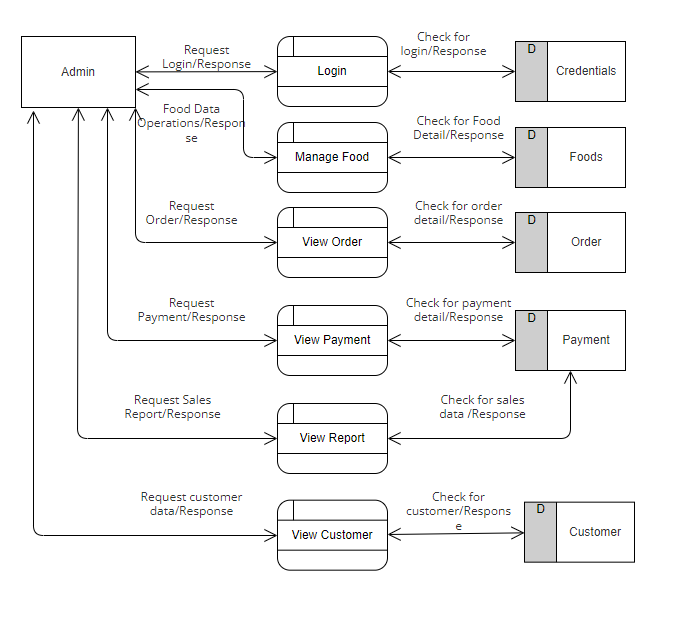 Admin
Request
Login/Response
Login
Check for
login/Response
D
Credentials
Food Data
Operations/Respon
se
Manage Food
Check for Food
Detail/Response
D
Foods
Request
Order/Response
View Order
Check for order
detail/Response
D
Order
Request
Payment/Response
View Payment
Check for payment
detail/Response
D
Payment
Request Sales
Report/Response
View Report
Check for sales
data /Response
Request customer
data/Response
View Customer
Check for
customer/Respons
e
D
Customer